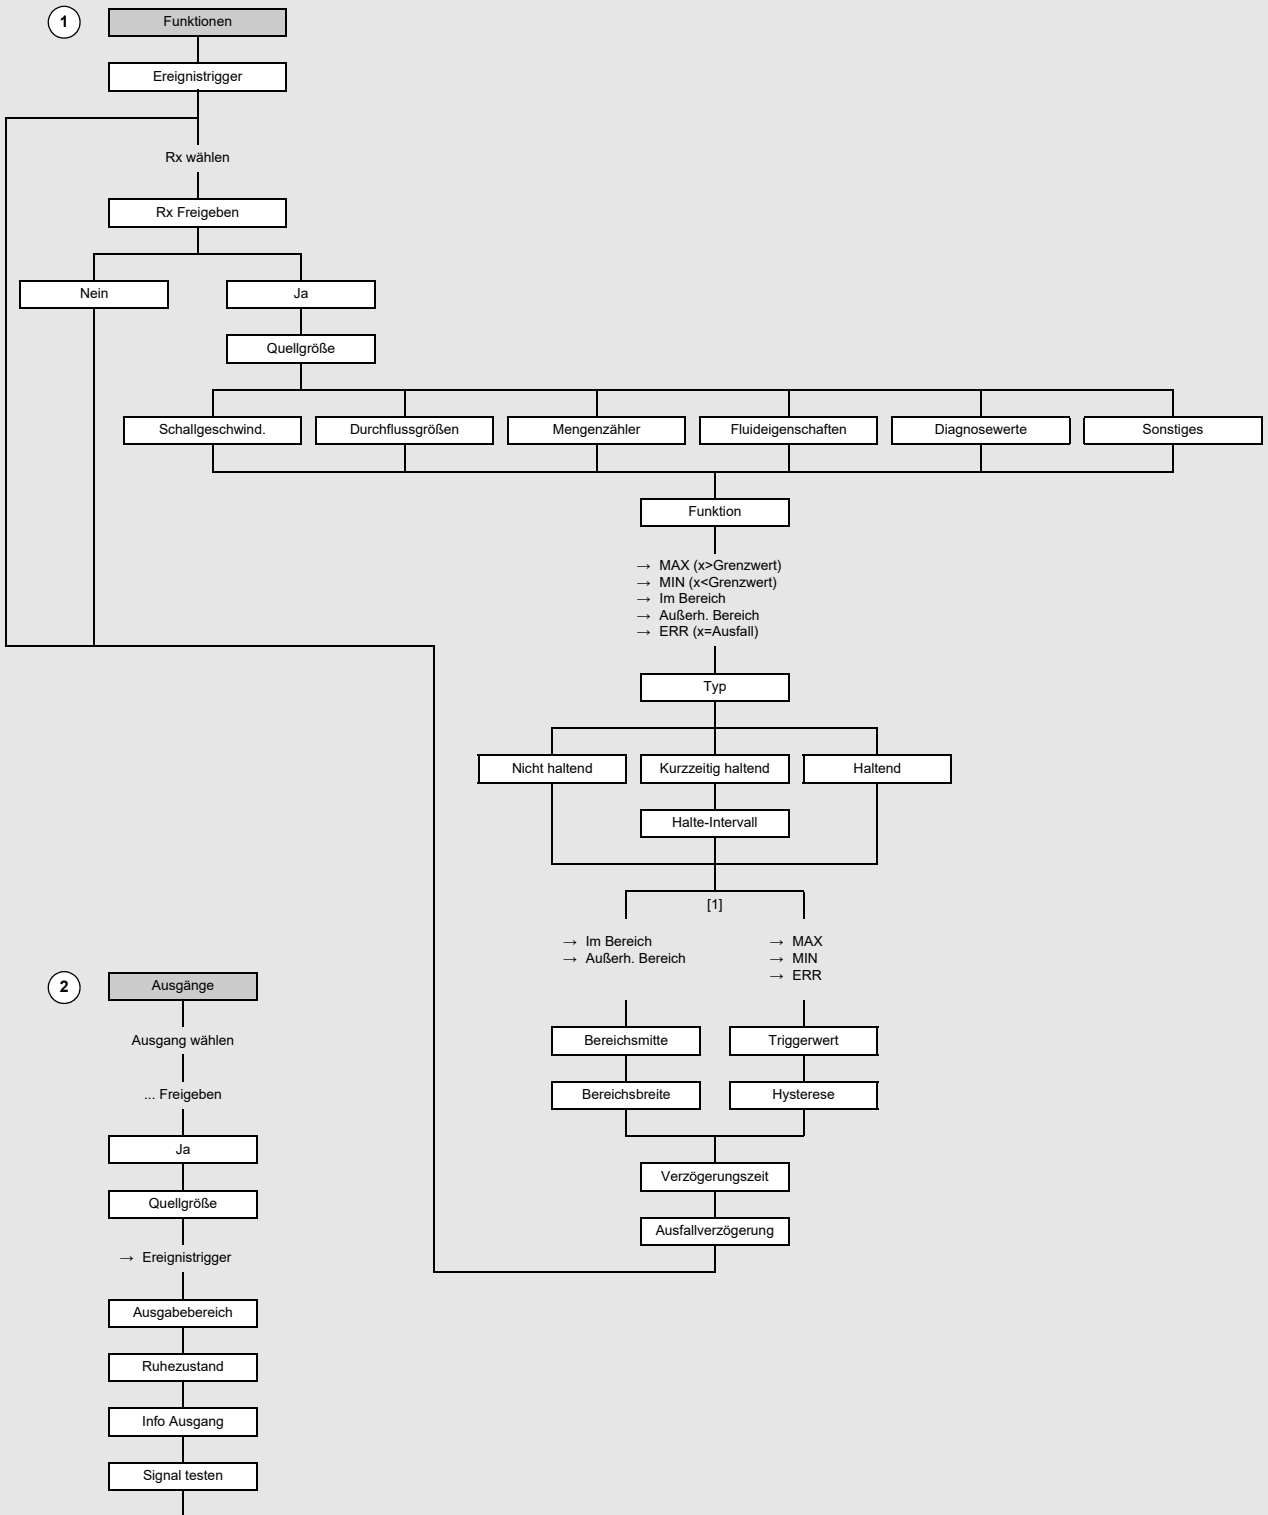 1
Funktionen
Ereignistrigger
Rx wählen
Rx Freigeben
Nein
Ja
Quellgröße
Schallgeschwind.
Durchflussgrößen
Mengenzähler
Fluideigenschaften
Diagnosewerte
Sonstiges
Funktion
→ MAX (x>Grenzwert)
→ MIN (x<Grenzwert)
→ Im Bereich
→ Außerh. Bereich
→ ERR (x=Ausfall)
Typ
Nicht haltend
Kurzzeitig haltend
Haltend
Halte-Intervall
[1]
→ Im Bereich
→ Außerh. Bereich
→ MAX
→ MIN
→ ERR
Bereichsmitte
Triggerwert
Bereichsbreite
Hysterese
Verzögerungszeit
Ausfallverzögerung
2
Ausgänge
Ausgang wählen
... Freigeben
Ja
Quellgröße
→ Ereignistrigger
Ausgabebereich
Ruhezustand
Info Ausgang
Signal testen